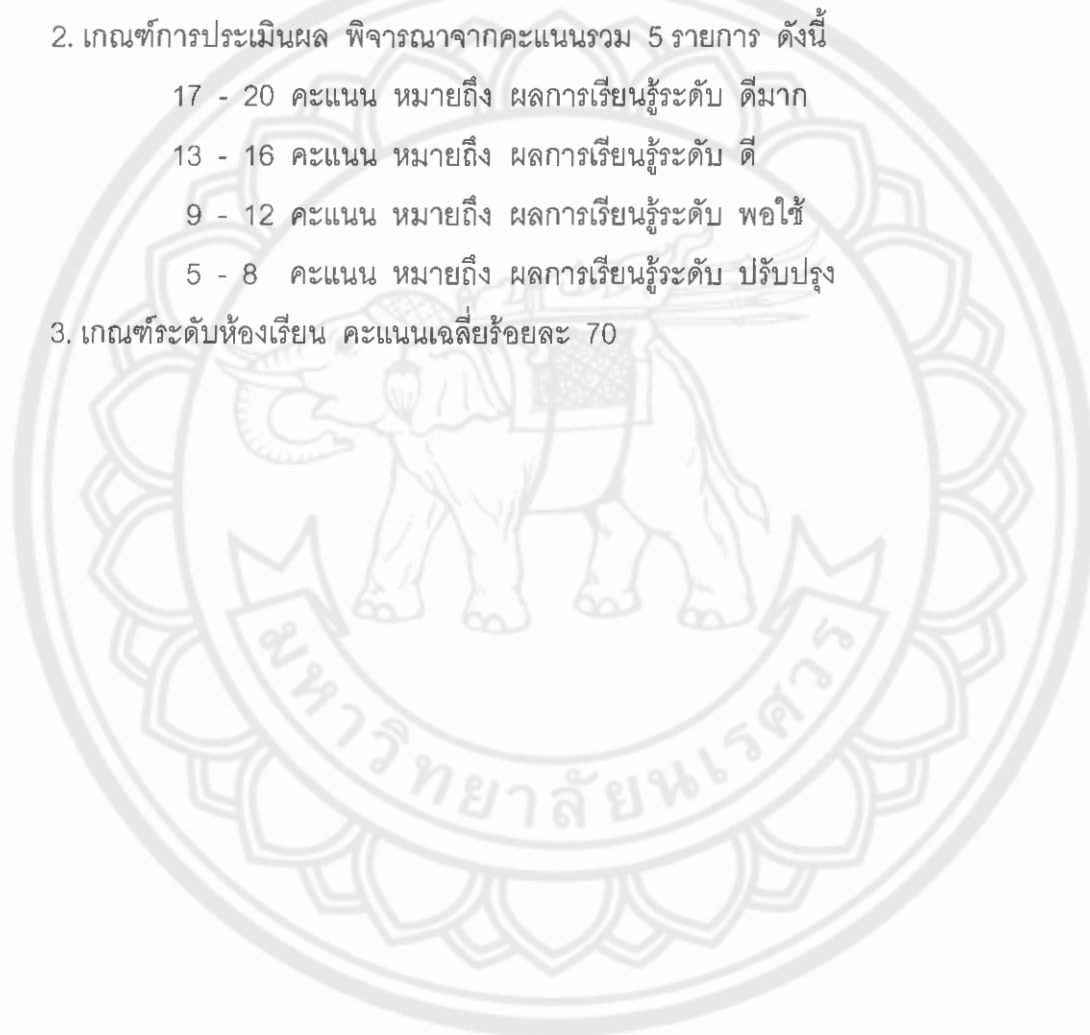 2. เกณฑ์การประเมินผล พิจารณาจากคะแนนรวม 5 รายการ ดังนี้
17 - 20 คะแนน หมายถึง ผลการเรียนรู้ระดับ ดีมาก
13 - 16 คะแนน หมายถึง ผลการเรียนรู้ระดับ ดี
9 - 12 คะแนน หมายถึง ผลการเรียนรู้ระดับ พอใช้
5 - 8 คะแนน หมายถึง ผลการเรียนรู้ระดับ ปรับปรุง
3. เกณฑ์ระดับห้องเรียน คะแนนเฉลี่ยร้อยละ 70
มหาวิทยาลัยนเรศวร